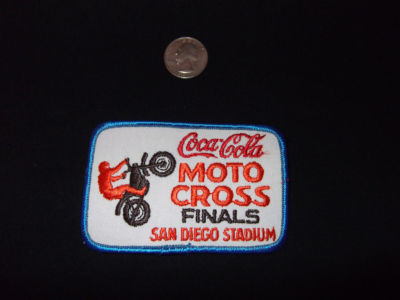 Coca-Cola
MOTO
CROSS
FINALS
SAN DIEGO STADIUM